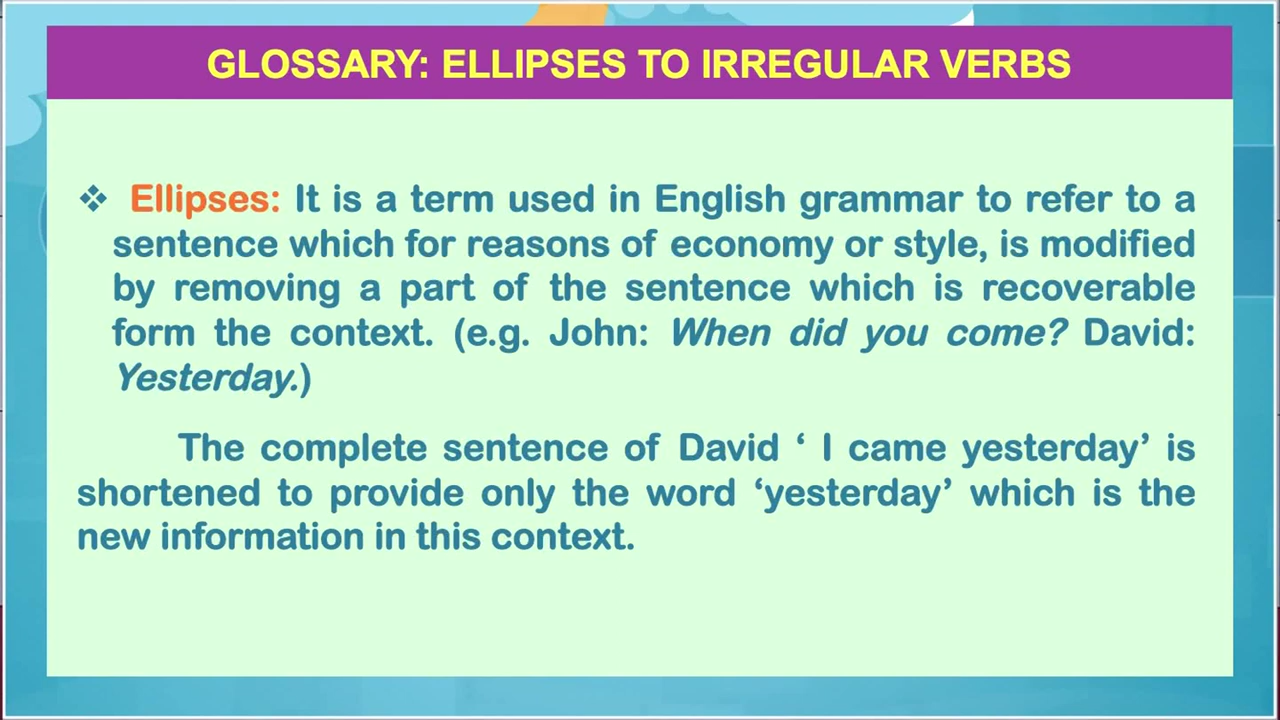 GLOSSARY: ELLIPSES TO IRREGULAR VERBS
❖ Ellipses: It is a term used in English grammar to refer to a
sentence which for reasons of economy or style, is modified
by removing a part of the sentence which is recoverable
form the context. (e.g. John: When did you come? David:
Yesterday.)
The complete sentence of David ‘ I came yesterday’ is
shortened to provide only the word ‘yesterday’ which is the
new information in this context.